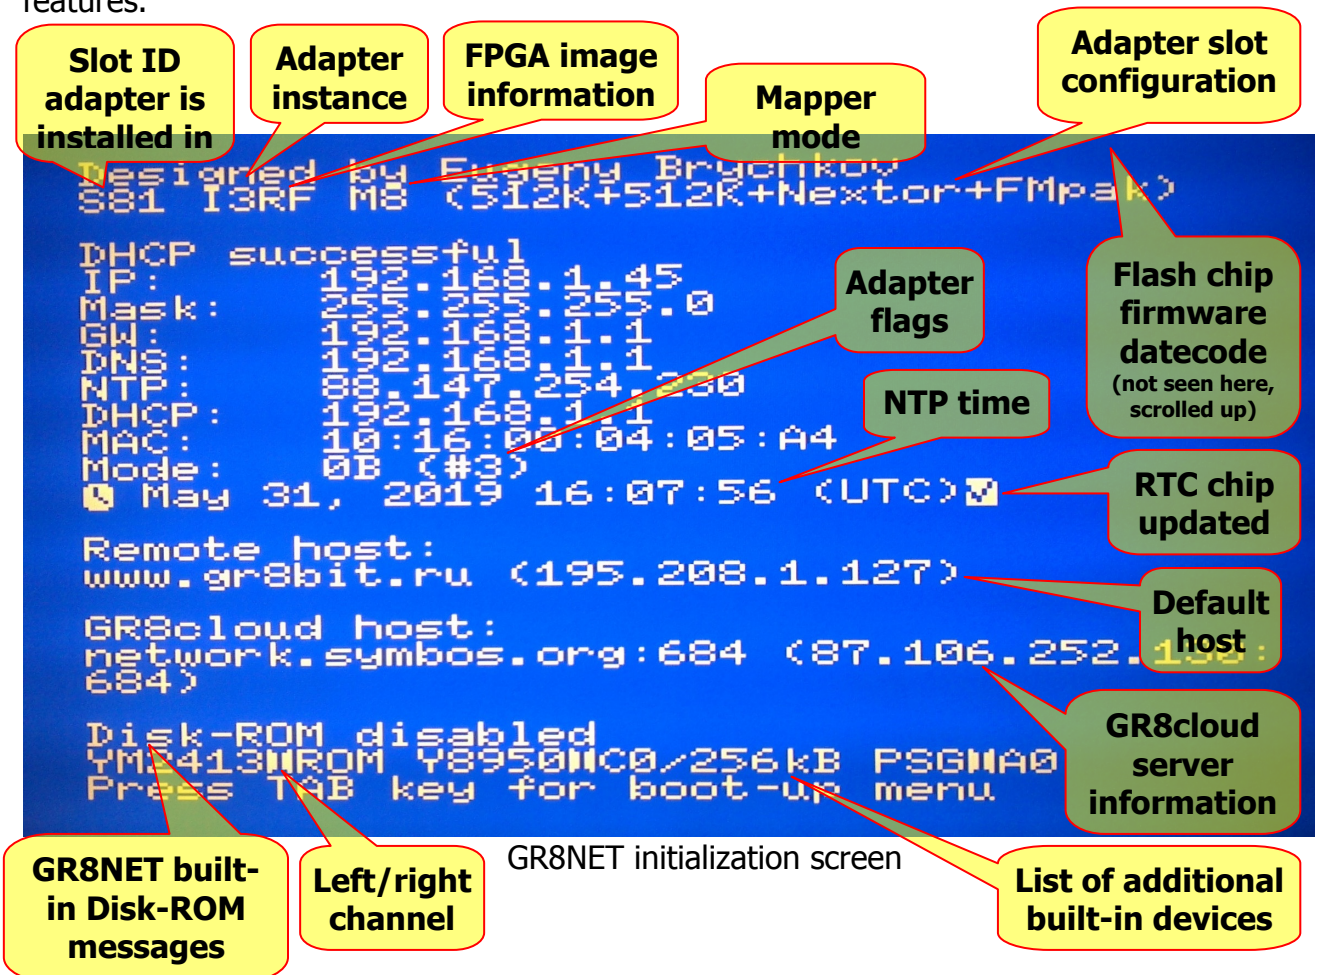 features.
Slot ID
adapter is
installed in
Adapter
instance
FPGA image
information
Mapper
mode
Adapter slot
configuration
Designed by Eugeny Brychkov
S81 I3RF M8 (512K+512K+Nextor+FMpak)
DHCP successful
IP: 192.168.1.45
Mask: 255.255.255.0
GW: 192.168.1.1
DNS: 192.168.1.1
NTP: 88.147.254.230
DHCP: 192.168.1.1
MAC: 10:16:00:04:05:A4
Mode: 0B (#3)
May 31, 2019 16:07:56 (UTC)
Adapter
flags
NTP time
Flash chip
firmware
datecode
(not seen here,
scrolled up)
RTC chip
updated
Remote host:
www.gr8bit.ru (195.208.1.127)
Default
host
GR8cloud host:
network.symbos.org:684 (87.106.252.
684)
GR8cloud
server
information
Disk-ROM disabled
YM2413 ROM Y8950 C0/256kB PSG A0
Press TAB key for boot-up menu
GR8NET built-
in Disk-ROM
messages
Left/right
channel
GR8NET initialization screen
List of additional
built-in devices